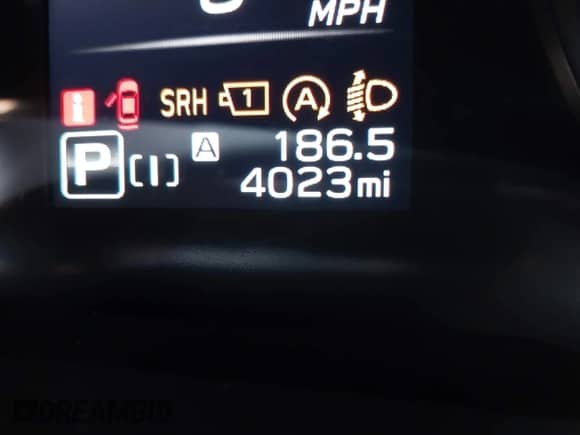 MPH
i SRH 1 A
P [I] A 186.5
4023mi
DREAMBID